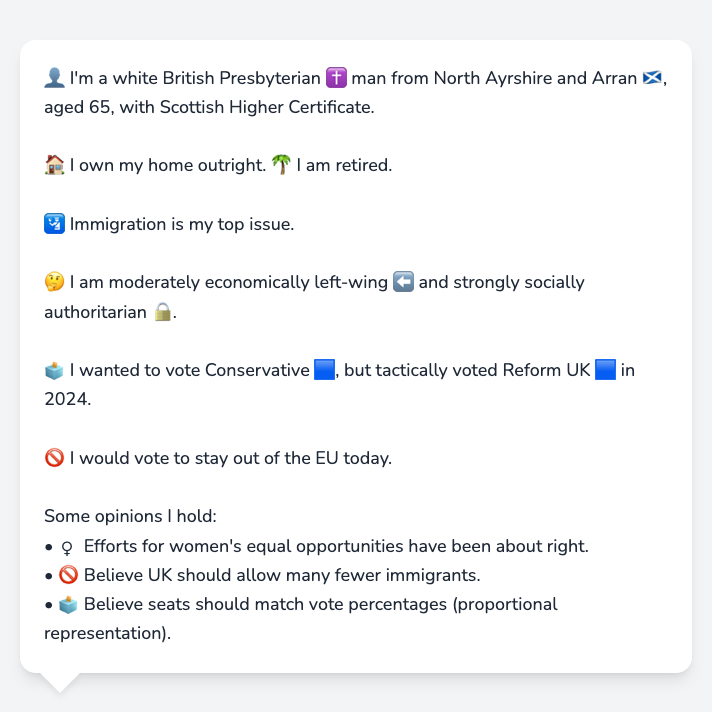 👤 I'm a white British Presbyterian ✝️ man from North Ayrshire and Arran 🏴󠁧󠁢󠁳󠁣󠁴󠁿,
aged 65, with Scottish Higher Certificate.
🏠 I own my home outright. 🌴 I am retired.
🛂 Immigration is my top issue.
🤔 I am moderately economically left-wing ⬅️ and strongly socially
authoritarian 🔒.
🗳️ I wanted to vote Conservative 🟦, but tactically voted Reform UK 🟦 in
2024.
🚫 I would vote to stay out of the EU today.
Some opinions I hold:
• ♀ Efforts for women's equal opportunities have been about right.
• 🚫 Believe UK should allow many fewer immigrants.
• 🗳️ Believe seats should match vote percentages (proportional
representation).